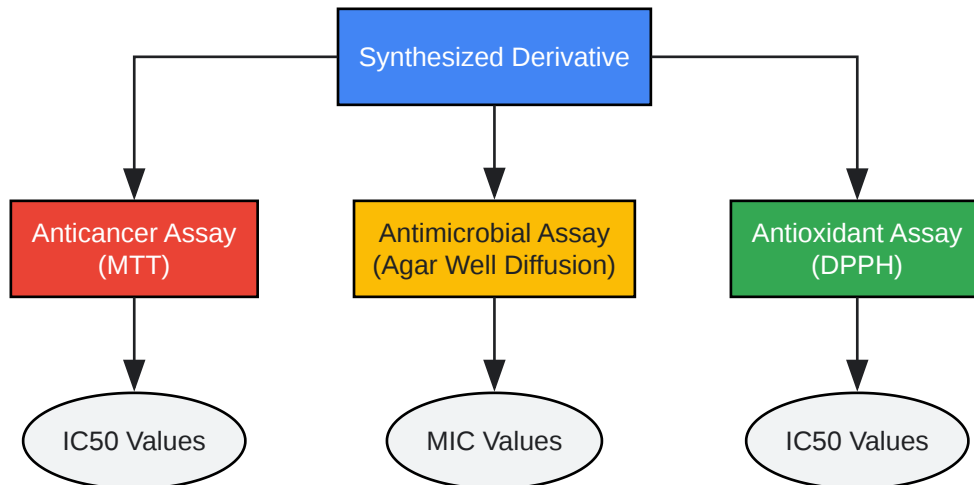 Synthesized Derivative
Anticancer Assay
(MTT)
Antimicrobial Assay
(Agar Well Diffusion)
Antioxidant Assay
(DPPH)
IC50 Values
MIC Values
IC50 Values